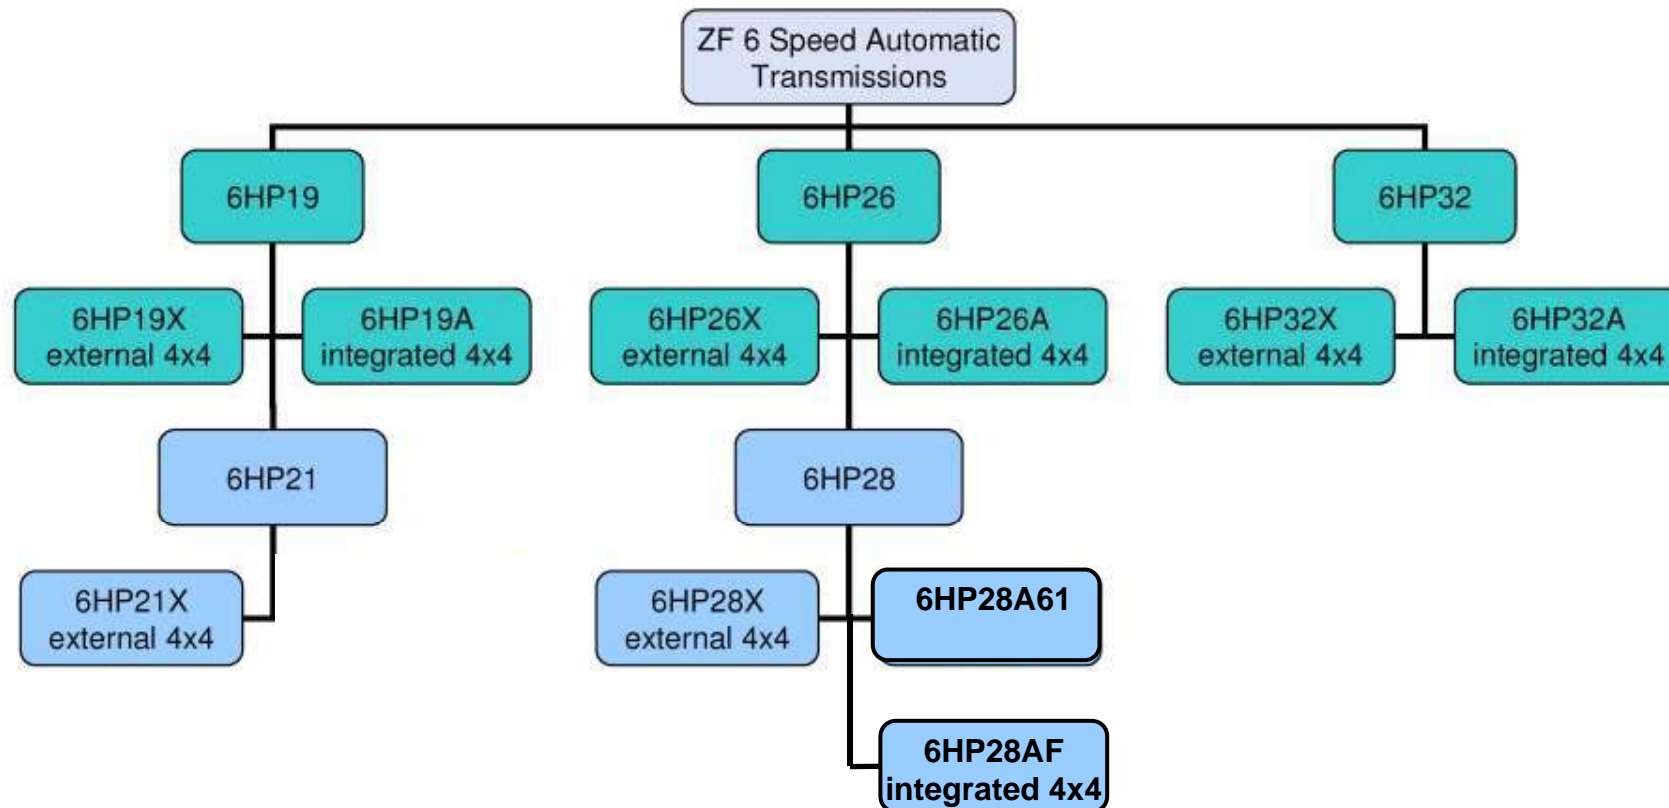 ZF 6 Speed Automatic
Transmissions
6HP19
6HP26
6HP32
6HP19X
external 4x4
6HP19A
integrated 4x4
6HP26X
external 4x4
6HP26A
integrated 4x4
6HP32X
external 4x4
6HP32A
integrated 4x4
6HP21
6HP28
6HP21X
external 4x4
6HP28X
external 4x4
6HP28A61
6HP28AF
integrated 4x4